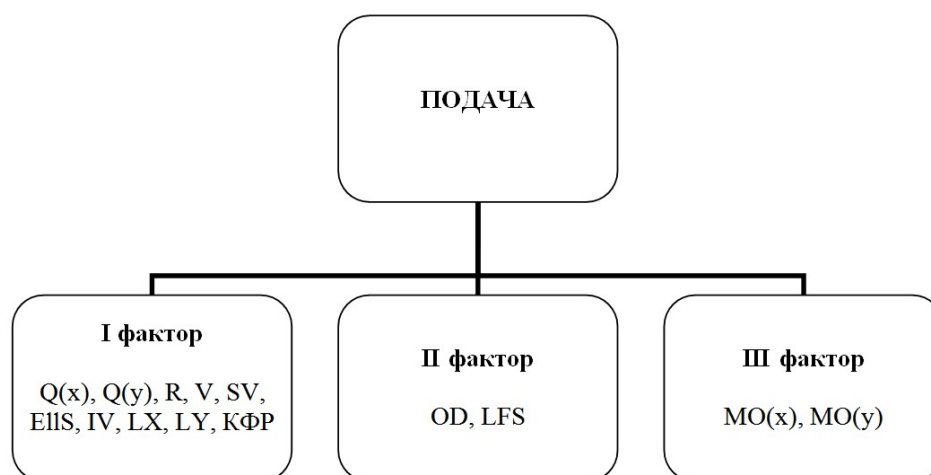 ПОДАЧА
I фактор
Q(x), Q(y), R, V, SV,
EllS, IV, LX, LY, КФР
II фактор
OD, LFS
III фактор
MO(x), MO(y)